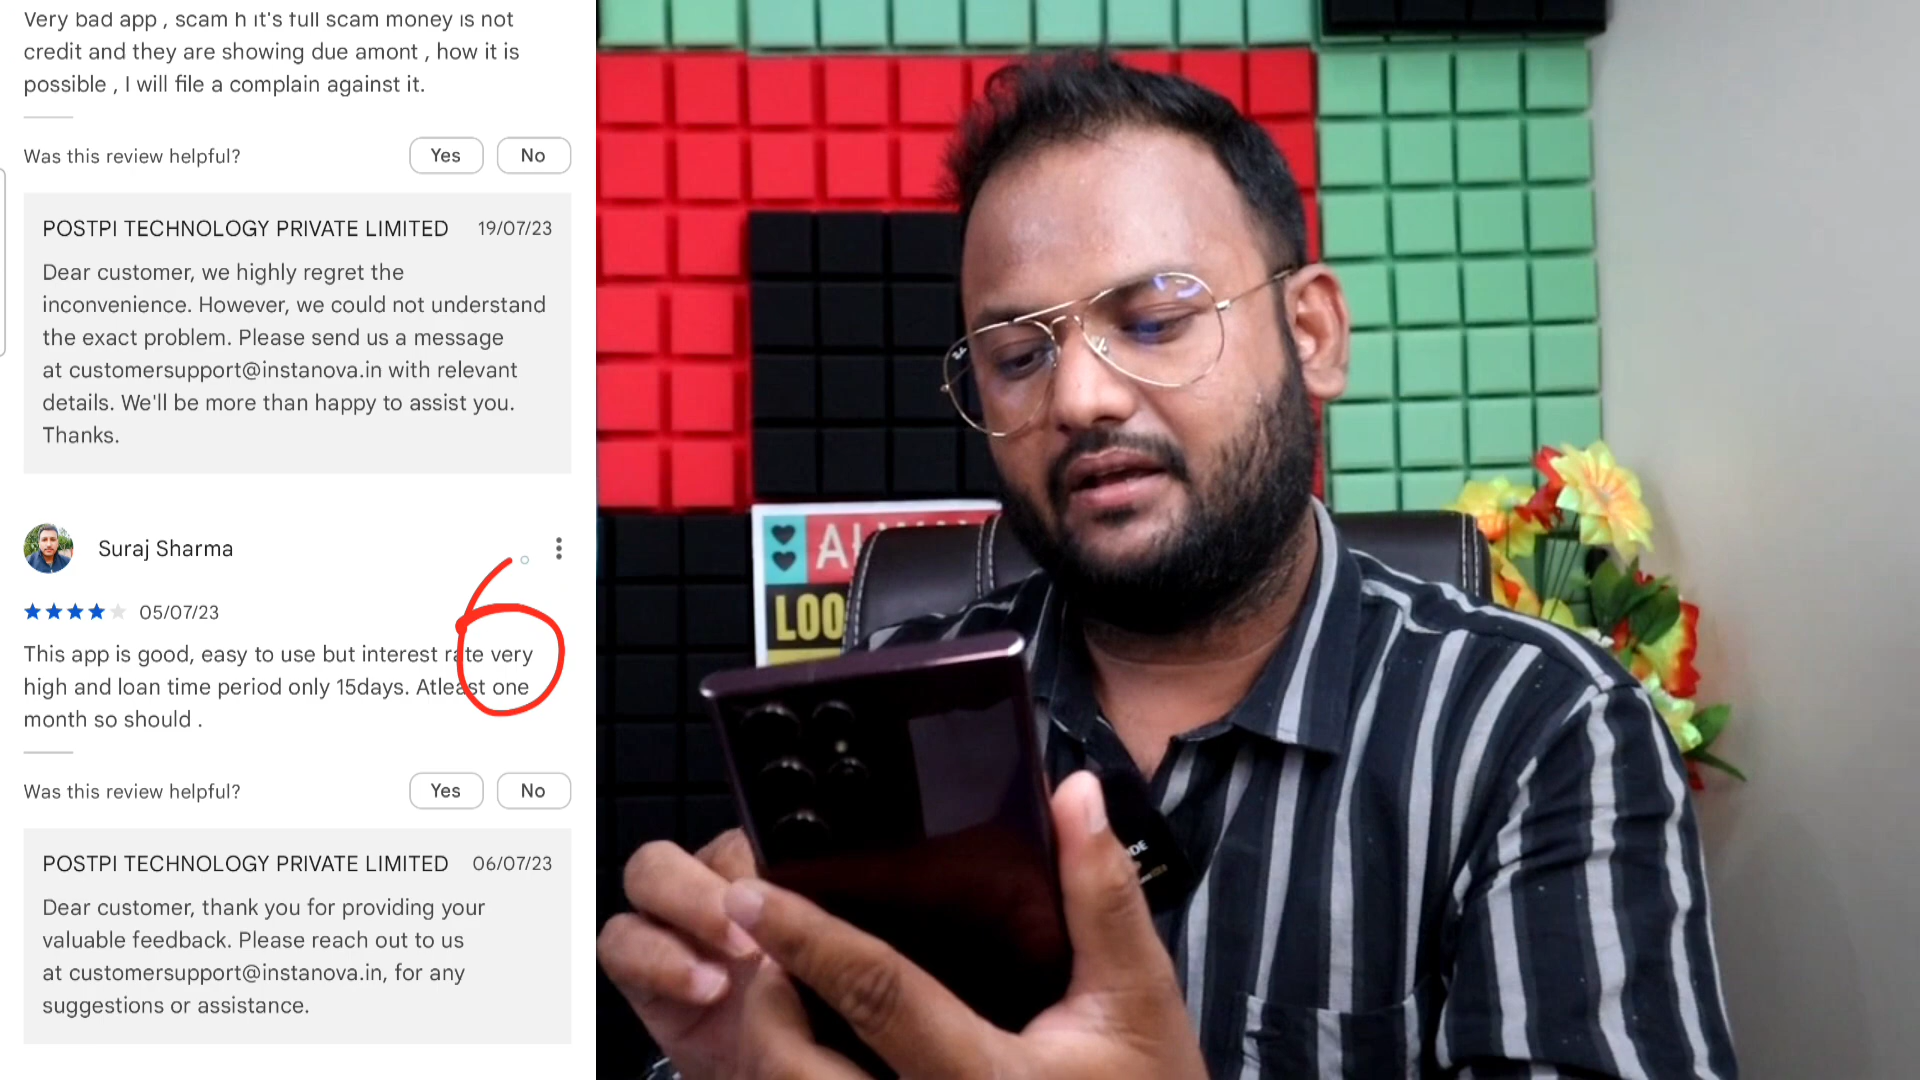 Very bad app , scam h it's full scam money is not
credit and they are showing due amont , how it is
possible , I will file a complain against it.
Was this review helpful?
Yes
No
POSTPI TECHNOLOGY PRIVATE LIMITED
19/07/23
Dear customer, we highly regret the
inconvenience. However, we could not understand
the exact problem. Please send us a message
at customersupport@instanova.in with relevant
details. We'll be more than happy to assist you.
Thanks.
Suraj Sharma
05/07/23
This app is good, easy to use but interest rate very
high and loan time period only 15days. Atleast one
month so should .
Was this review helpful?
Yes
No
POSTPI TECHNOLOGY PRIVATE LIMITED
06/07/23
Dear customer, thank you for providing your
valuable feedback. Please reach out to us
at customersupport@instanova.in, for any
suggestions or assistance.